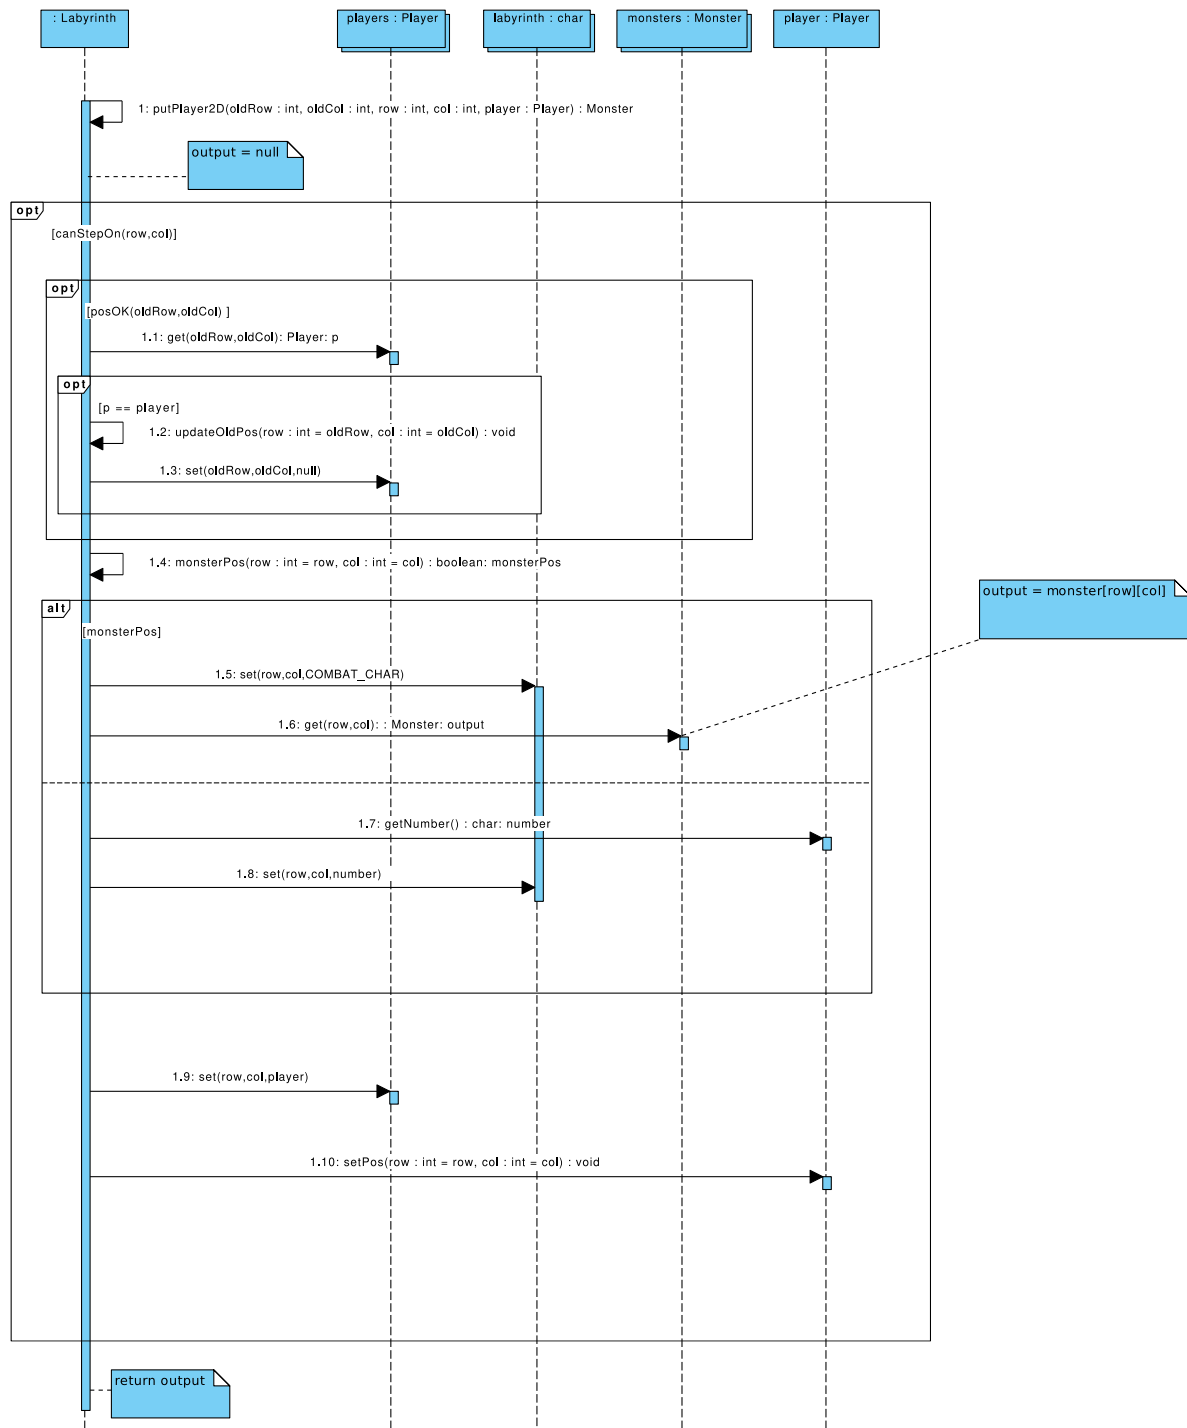 : Labyrinth
players : Player
labyrinth : char
monsters : Monster
player : Player
1: putPlayer2D(oldRow : int, oldCol : int, row : int, col : int, player : Player) : Monster
output = null
opt
[canStepOn(row,col)]
opt
[posOK(oldRow,oldCol) ]
1.1: get(oldRow,oldCol): Player: p
opt
[p == player]
1.2: updateOldPos(row : int = oldRow, col : int = oldCol) : void
1.3: set(oldRow,oldCol,null)
1.4: monsterPos(row : int = row, col : int = col) : boolean: monsterPos
output = monster[row][col]
alt
[monsterPos]
1.5: set(row,col,COMBAT_CHAR)
1.6: get(row,col): : Monster: output
1.7: getNumber() : char: number
1.8: set(row,col,number)
1.9: set(row,col,player)
1.10: setPos(row : int = row, col : int = col) : void
return output